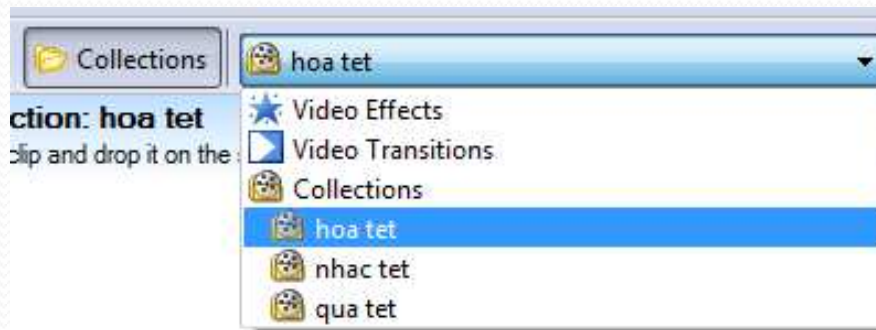 Collections
hoa tet
ction: hoa tet
clip and drop it on the
Video Effects
Video Transitions
Collections
hoa tet
nhac tet
qua tet